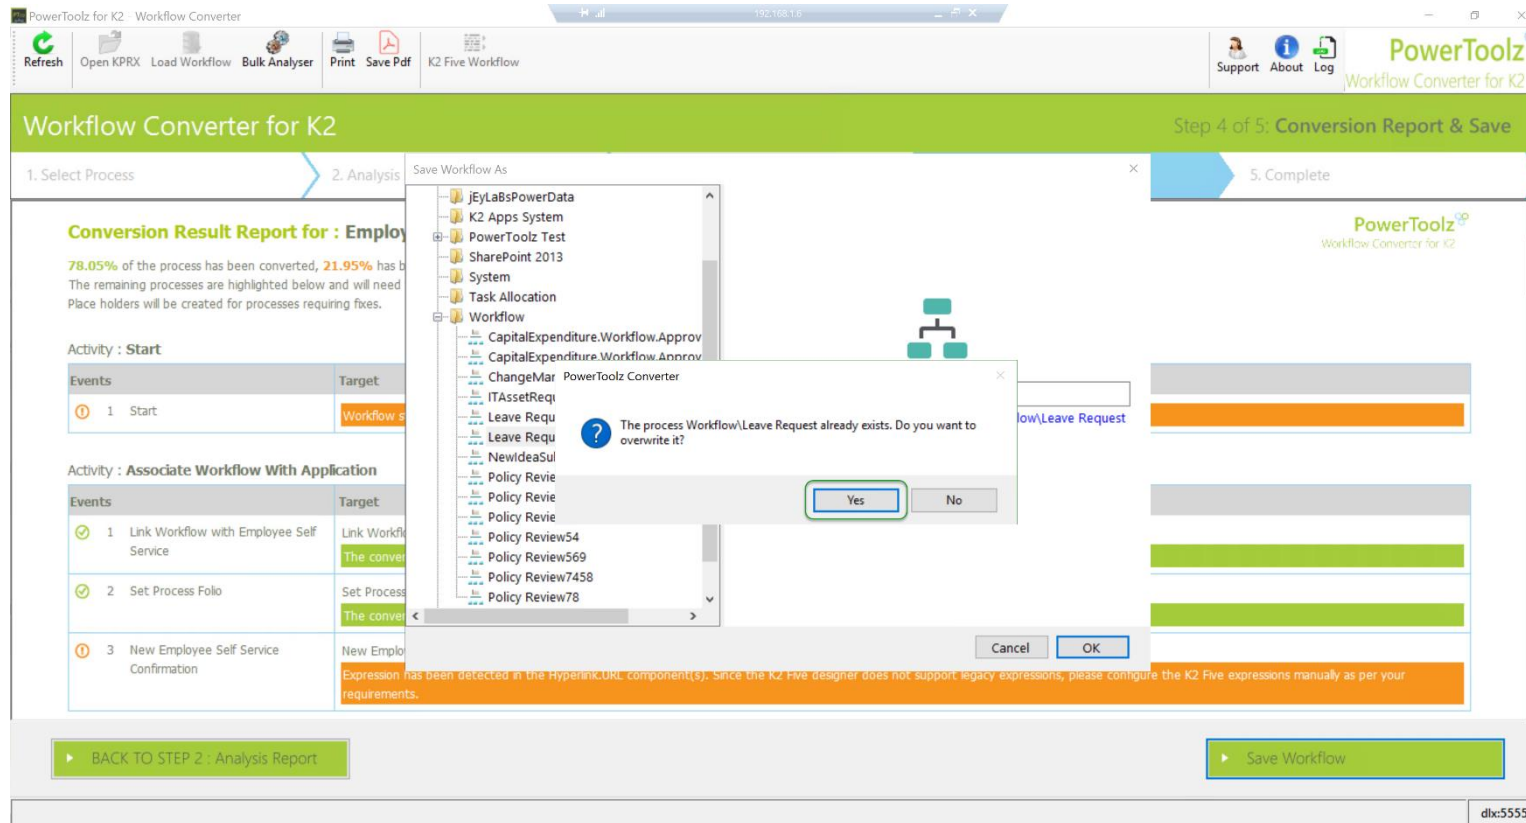 PowerToolz for K2 - Workflow Converter
192.168.1.6
Refresh
Open KPRX
Load Workflow
Bulk Analyser
Print
Save Pdf
K2 Five Workflow
Support
About
Log
PowerToolz
Workflow Converter for K2
Workflow Converter for K2
Step 4 of 5: Conversion Report & Save
1. Select Process
2. Analysis
5. Complete
Save Workflow As
jEyLaBsPowerData
K2 Apps System
PowerToolz Test
SharePoint 2013
System
Task Allocation
Workflow
CapitalExpenditure.Workflow.Approv
CapitalExpenditure.Workflow.Approv
ChangeMar
ITAssetRequ
Leave Requ
Leave Requ
NewIdeaSul
Policy Revie
Policy Revie
Policy Revie
Policy Review54
Policy Review569
Policy Review7458
Policy Review78
low\Leave Request
Cancel
OK
PowerToolz Converter
The process Workflow\Leave Request already exists. Do you want to
overwrite it?
Yes
No
Conversion Result Report for : Employ
PowerToolz
Workflow Converter for K2
78.05% of the process has been converted, 21.95% has b
The remaining processes are highlighted below and will need
Place holders will be created for processes requiring fixes.
Activity : Start
Events
Target
1 Start
Workflow s
Activity : Associate Workflow With Application
Events
Target
1 Link Workflow with Employee Self
Service
Link Workflo
The conver
2 Set Process Folio
Set Process
The conver
3 New Employee Self Service
Confirmation
New Emplo
Expression has been detected in the Hyperlink.URL component(s). Since the K2 Five designer does not support legacy expressions, please configure the K2 Five expressions manually as per your
requirements.
BACK TO STEP 2 : Analysis Report
Save Workflow
dlx:5555